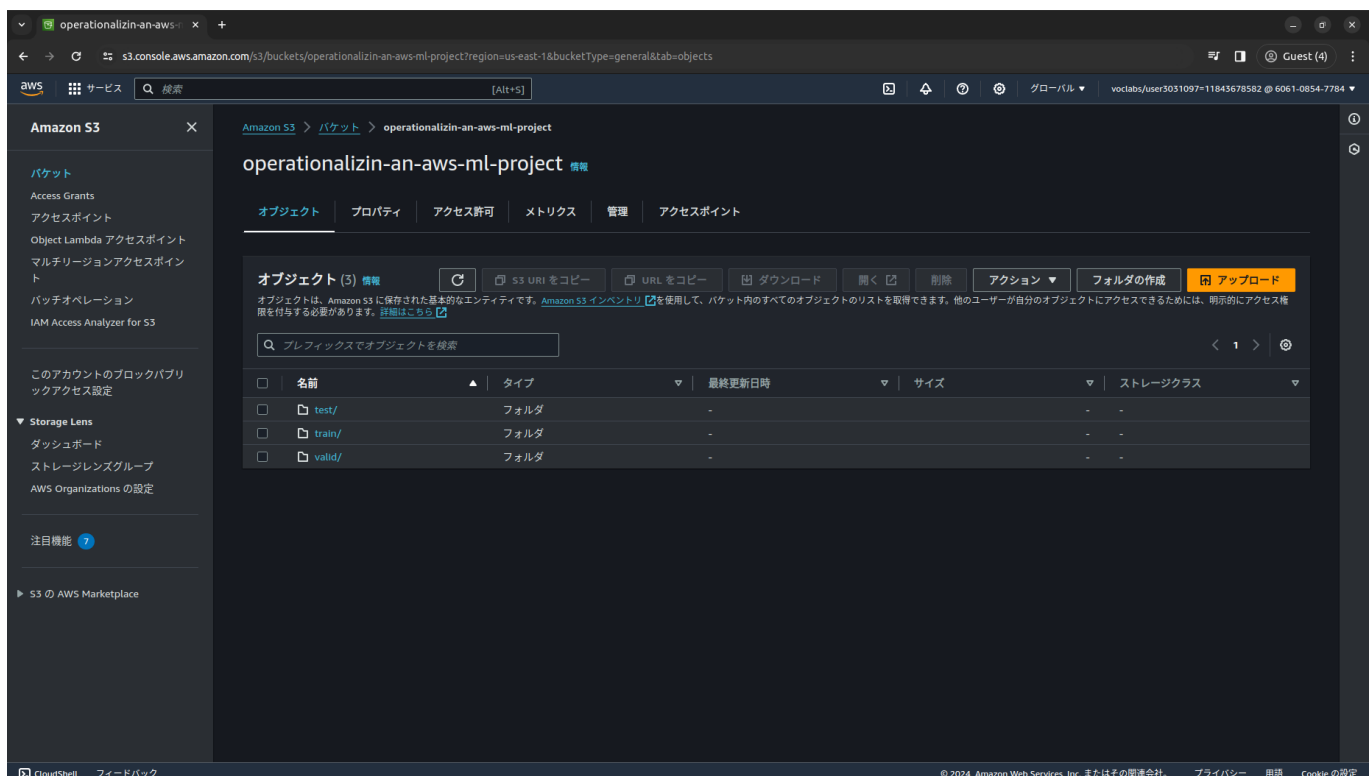 operationalizin-an-aws-r
s3.console.aws.amazon.com/s3/buckets/operationalizin-an-aws-ml-project?region=us-east-1&bucketType=general&tab=objects
Guest (4)
aws
サービス
検索
[Alt+S]
グローバル ▼
voclabs/user3031097=11843678582 @ 6061-0854-7784 ▼
Amazon S3
バケット
Access Grants
アクセスポイント
Object Lambda アクセスポイント
マルチリージョンアクセスポイン
ト
バッチオペレーション
IAM Access Analyzer for S3
このアカウントのブロックパブリ
ックアクセス設定
▼ Storage Lens
ダッシュボード
ストレージレンズグループ
AWS Organizations の設定
注目機能 7
▶ S3 の AWS Marketplace
Amazon S3 > バケット > operationalizin-an-aws-ml-project
operationalizin-an-aws-ml-project 情報
オブジェクト
プロパティ
アクセス許可
メトリクス
管理
アクセスポイント
オブジェクト (3) 情報
S3 URI をコピー
URL をコピー
ダウンロード
開く
削除
アクション ▼
フォルダの作成
アップロード
オブジェクトは、Amazon S3 に保存された基本的なエンティティです。Amazon S3 インベントリ を使用して、バケット内のすべてのオブジェクトのリストを取得できます。他のユーザーが自分のオブジェクトにアクセスできるためには、明示的にアクセス権
限を付与する必要があります。詳細はこちら
プレフィックスでオブジェクトを検索
< 1 >
名前 ▲ タイプ ▽ 最終更新日時 ▽ サイズ ▽ ストレージクラス ▽
test/ フォルダ - - -
train/ フォルダ - - -
valid/ フォルダ - - -
CloudShell フィードバック
© 2024, Amazon Web Services, Inc. またはその関連会社。 プライバシー 用語 Cookie の設定